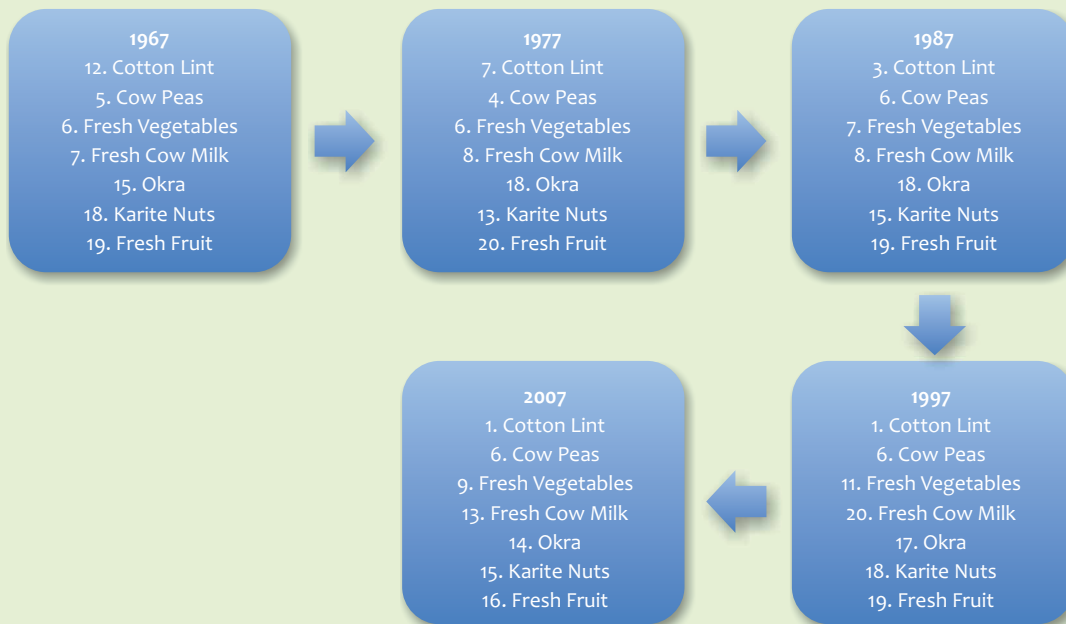 1967
12. Cotton Lint
5. Cow Peas
6. Fresh Vegetables
7. Fresh Cow Milk
15. Okra
18. Karite Nuts
19. Fresh Fruit
1977
7. Cotton Lint
4. Cow Peas
6. Fresh Vegetables
8. Fresh Cow Milk
18. Okra
13. Karite Nuts
20. Fresh Fruit
1987
3. Cotton Lint
6. Cow Peas
7. Fresh Vegetables
8. Fresh Cow Milk
18. Okra
15. Karite Nuts
19. Fresh Fruit
1997
1. Cotton Lint
6. Cow Peas
11. Fresh Vegetables
20. Fresh Cow Milk
17. Okra
18. Karite Nuts
19. Fresh Fruit
2007
1. Cotton Lint
6. Cow Peas
9. Fresh Vegetables
13. Fresh Cow Milk
14. Okra
15. Karite Nuts
16. Fresh Fruit